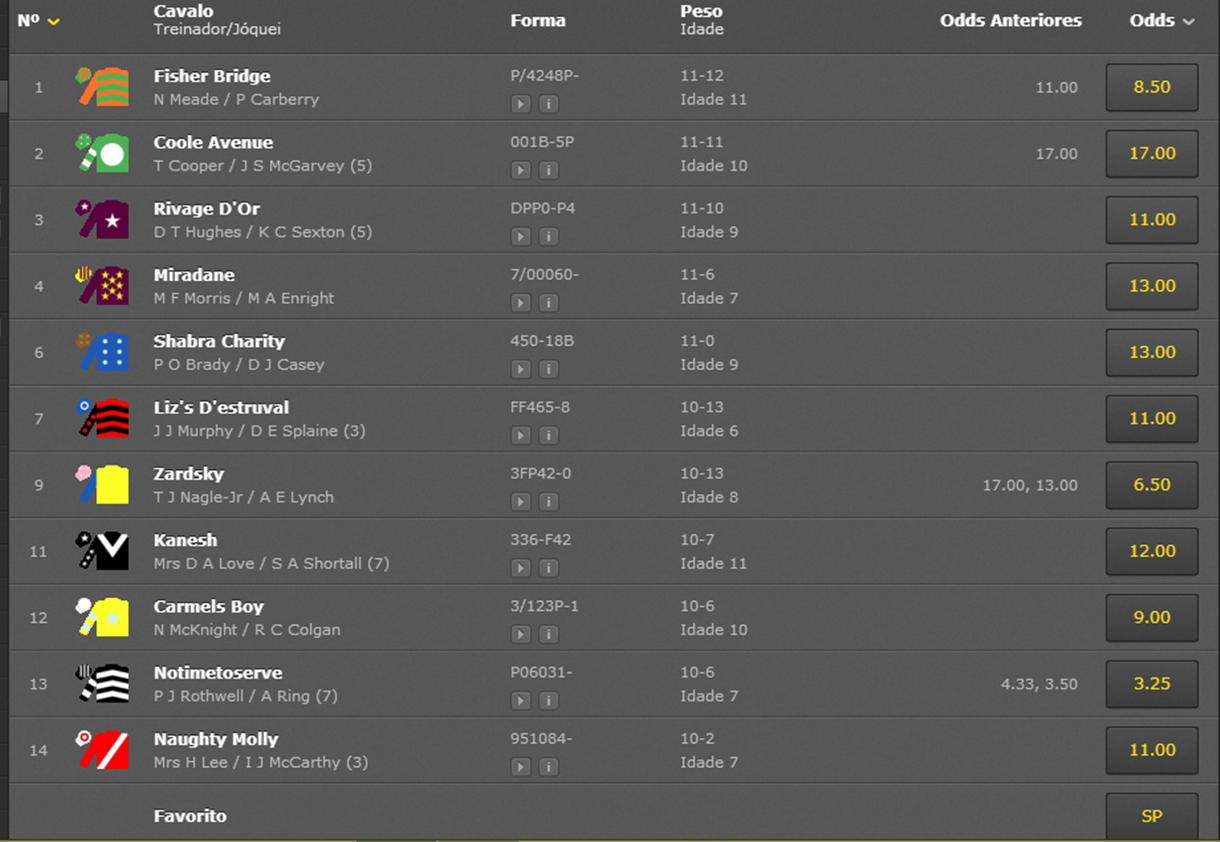 Nº Cavalo Forma Peso Odds Anteriores Odds
Treinador/Jóquei Idade
1 Fisher Bridge P/4248P- 11-12 11.00 8.50
N Meade / P Carberry Idade 11
2 Coole Avenue 001B-5P 11-11 17.00 17.00
T Cooper / J S McGarvey (5) Idade 10
3 Rivage D'Or DPP0-P4 11-10 11.00
D T Hughes / K C Sexton (5) Idade 9
4 Miradane 7/00060- 11-6 13.00
M F Morris / M A Enright Idade 7
6 Shabra Charity 450-18B 11-0 13.00
P O Brady / D J Casey Idade 9
7 Liz's D'estruval FF465-8 10-13 11.00
J J Murphy / D E Splaine (3) Idade 6
9 Zardsky 3FP42-0 10-13 17.00, 13.00 6.50
T J Nagle-Jr / A E Lynch Idade 8
11 Kanesh 336-F42 10-7 12.00
Mrs D A Love / S A Shortall (7) Idade 11
12 Carmels Boy 3/123P-1 10-6 9.00
N McKnight / R C Colgan Idade 10
13 Notimetoserve P06031- 10-6 4.33, 3.50 3.25
P J Rothwell / A Ring (7) Idade 7
14 Naughty Molly 951084- 10-2 11.00
Mrs H Lee / I J McCarthy (3) Idade 7
Favorito SP